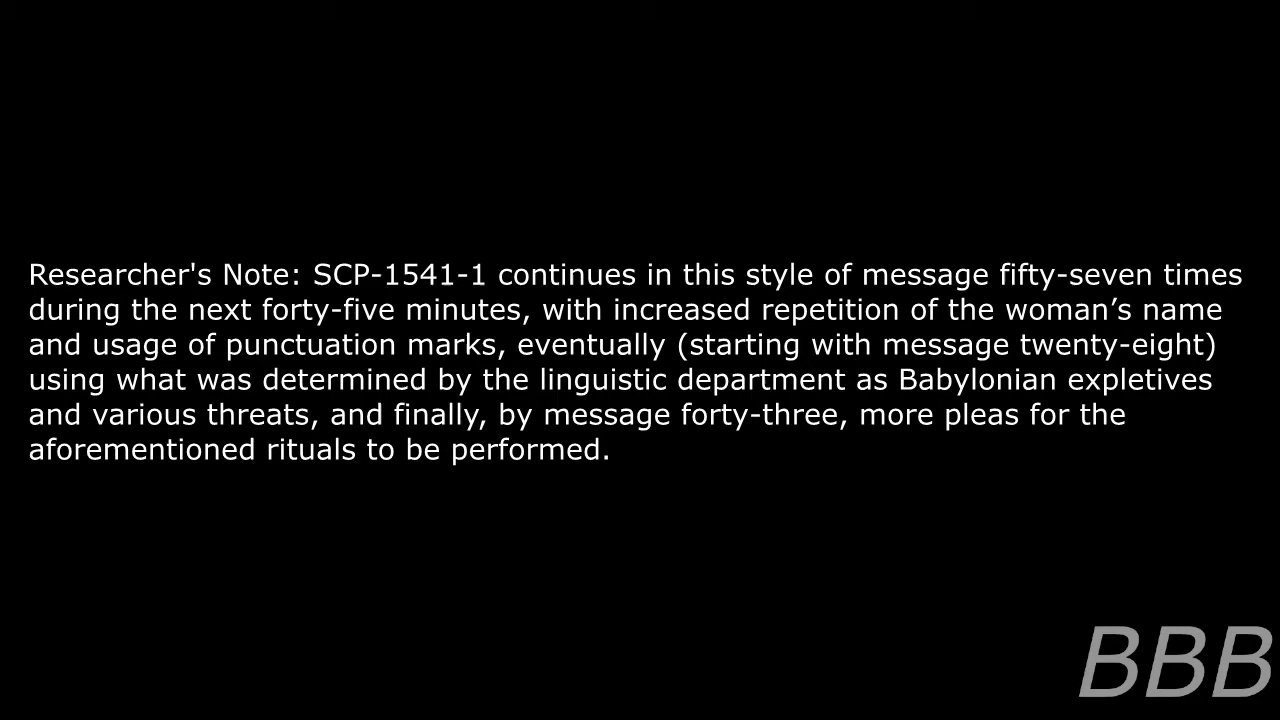 Researcher's Note: SCP-1541-1 continues in this style of message fifty-seven times
during the next forty-five minutes, with increased repetition of the woman’s name
and usage of punctuation marks, eventually (starting with message twenty-eight)
using what was determined by the linguistic department as Babylonian expletives
and various threats, and finally, by message forty-three, more pleas for the
aforementioned rituals to be performed.
BBB